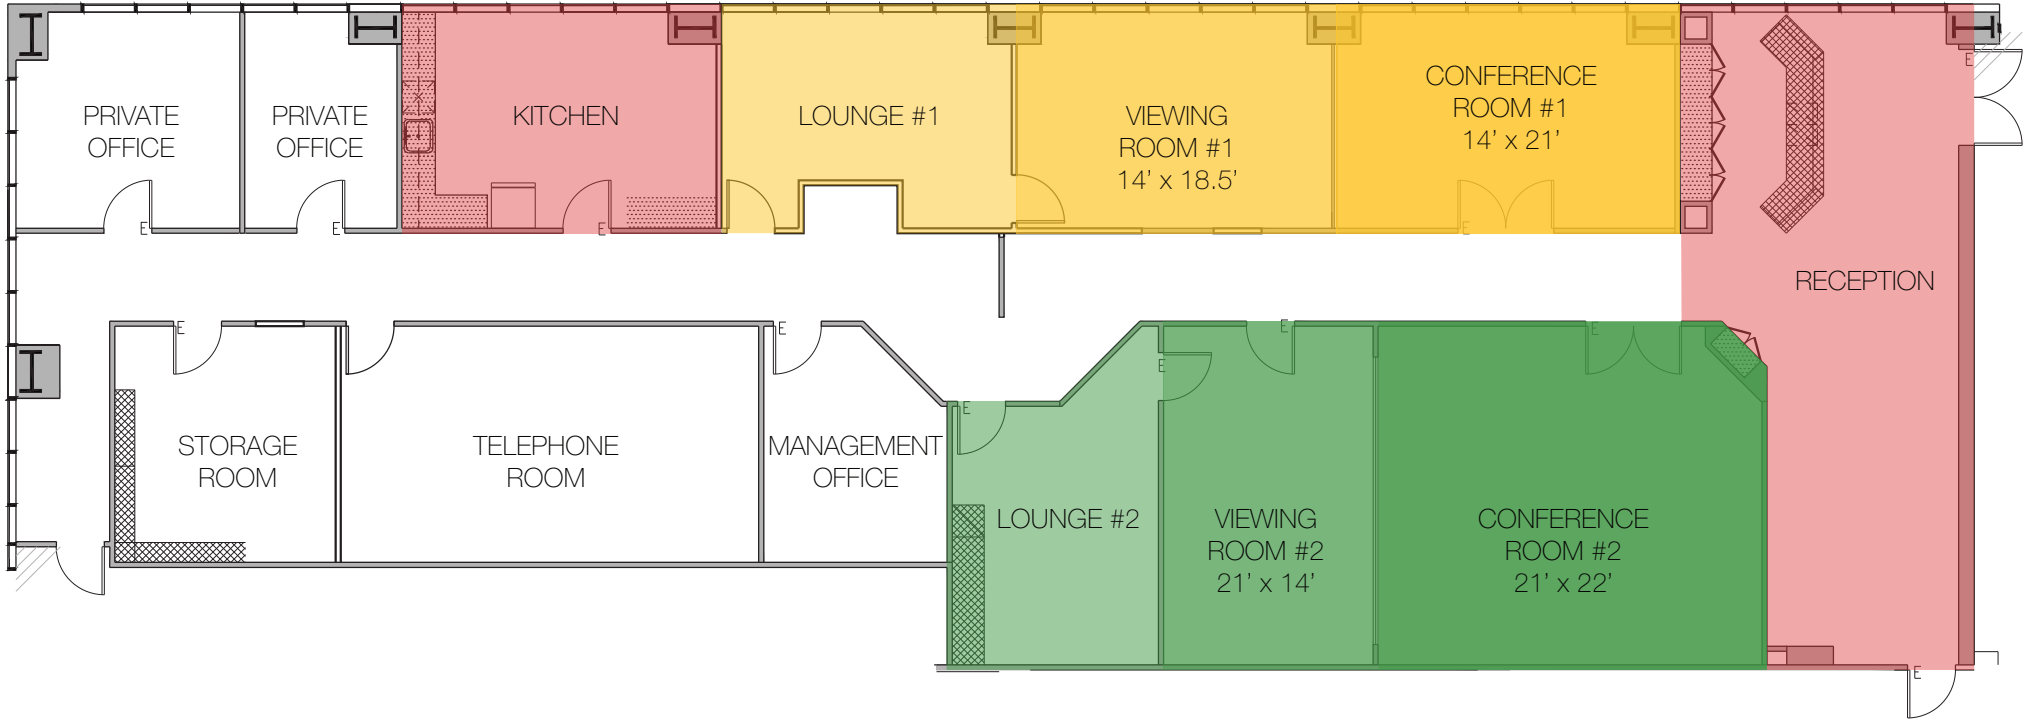 PRIVATE
OFFICE
PRIVATE
OFFICE
KITCHEN
LOUNGE #1
VIEWING
ROOM #1
14’ x 18.5’
CONFERENCE
ROOM #1
14’ x 21’
RECEPTION
STORAGE
ROOM
TELEPHONE
ROOM
MANAGEMENT
OFFICE
LOUNGE #2
VIEWING
ROOM #2
21’ x 14’
CONFERENCE
ROOM #2
21’ x 22’
E
E
E
E
E
E
E
E
E
E
E
E